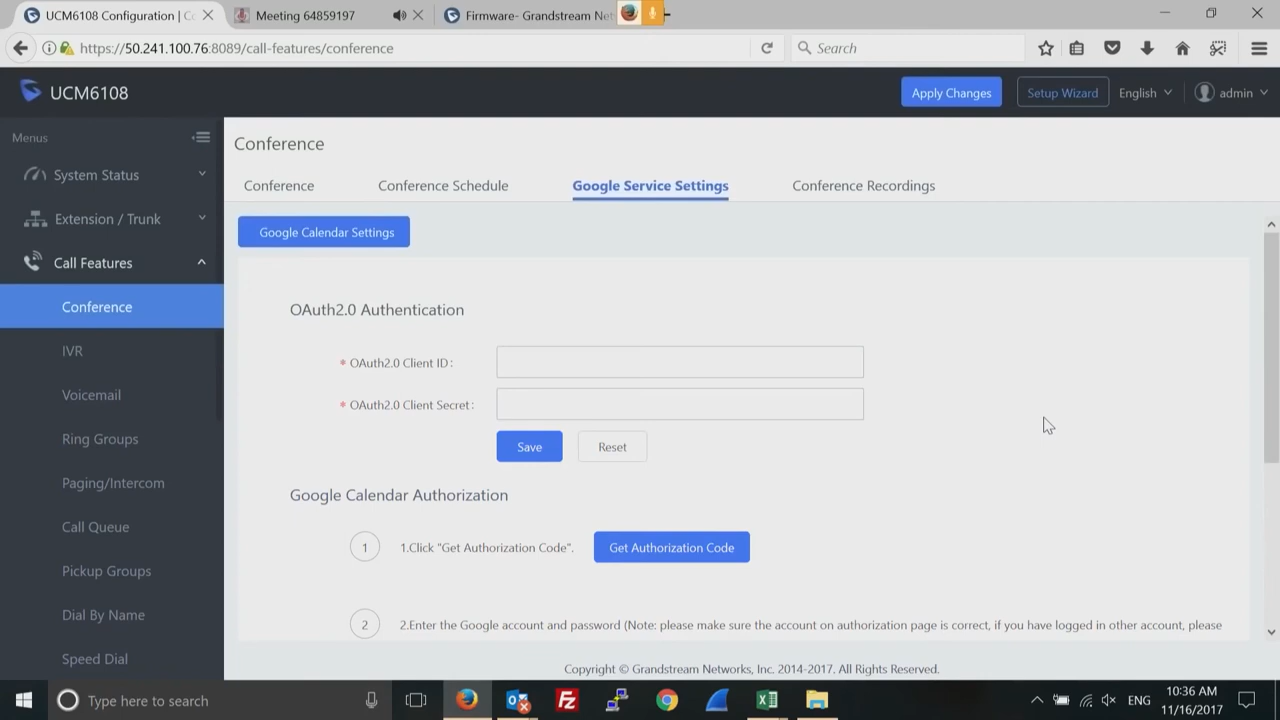 UCM6108 Configuration | C
Meeting 64859197
Firmware- Grandstream Net
https://50.241.100.76:8089/call-features/conference
Search
UCM6108
Apply Changes
Setup Wizard
English
admin
Menus
System Status
Extension / Trunk
Call Features
Conference
IVR
Voicemail
Ring Groups
Paging/Intercom
Call Queue
Pickup Groups
Dial By Name
Speed Dial
Conference
Conference
Conference Schedule
Google Service Settings
Conference Recordings
Google Calendar Settings
OAuth2.0 Authentication
* OAuth2.0 Client ID :
* OAuth2.0 Client Secret :
Save
Reset
Google Calendar Authorization
1
1.Click "Get Authorization Code".
Get Authorization Code
2
2.Enter the Google account and password (Note: please make sure the account on authorization page is correct, if you have logged in other account, please
Copyright © Grandstream Networks, Inc. 2014-2017. All Rights Reserved.
Type here to search
ENG
10:36 AM
11/16/2017